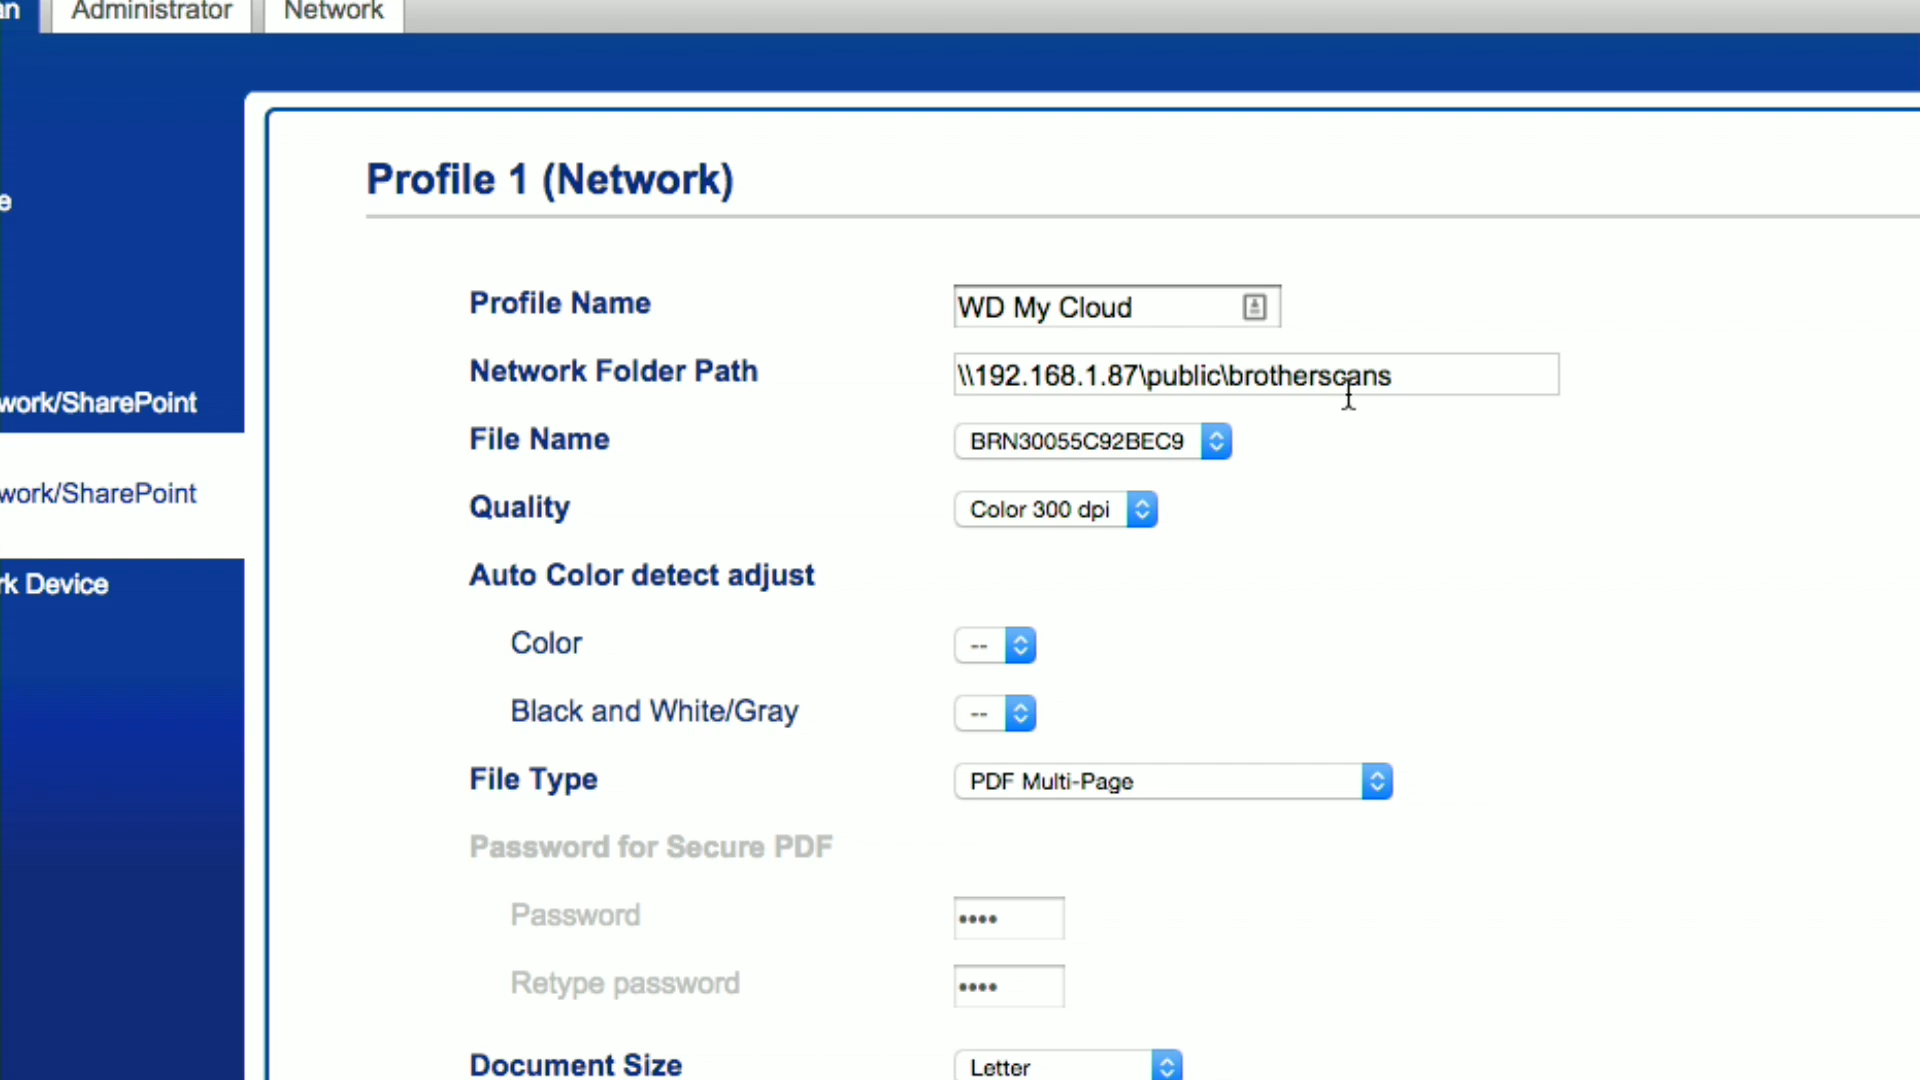 an Administrator Network
Profile 1 (Network)
e
Profile Name WD My Cloud
Network Folder Path \\192.168.1.87\public\brotherscans
work/SharePoint
File Name BRN30055C92BEC9
work/SharePoint
Quality Color 300 dpi
Auto Color detect adjust
rk Device
Color --
Black and White/Gray --
File Type PDF Multi-Page
Password for Secure PDF
Password ••••
Retype password ••••
Document Size Letter